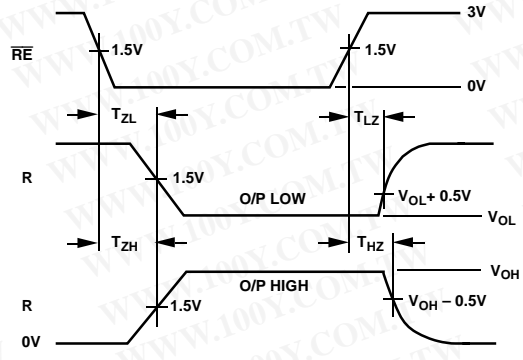 3V
RE
1.5V
1.5V
0V
TZL
TLZ
R
1.5V
O/P LOW
VOL+ 0.5V
VOL
TZH
THZ
VOH
R
1.5V
O/P HIGH
VOH – 0.5V
0V
WWW.100Y.COM.TW